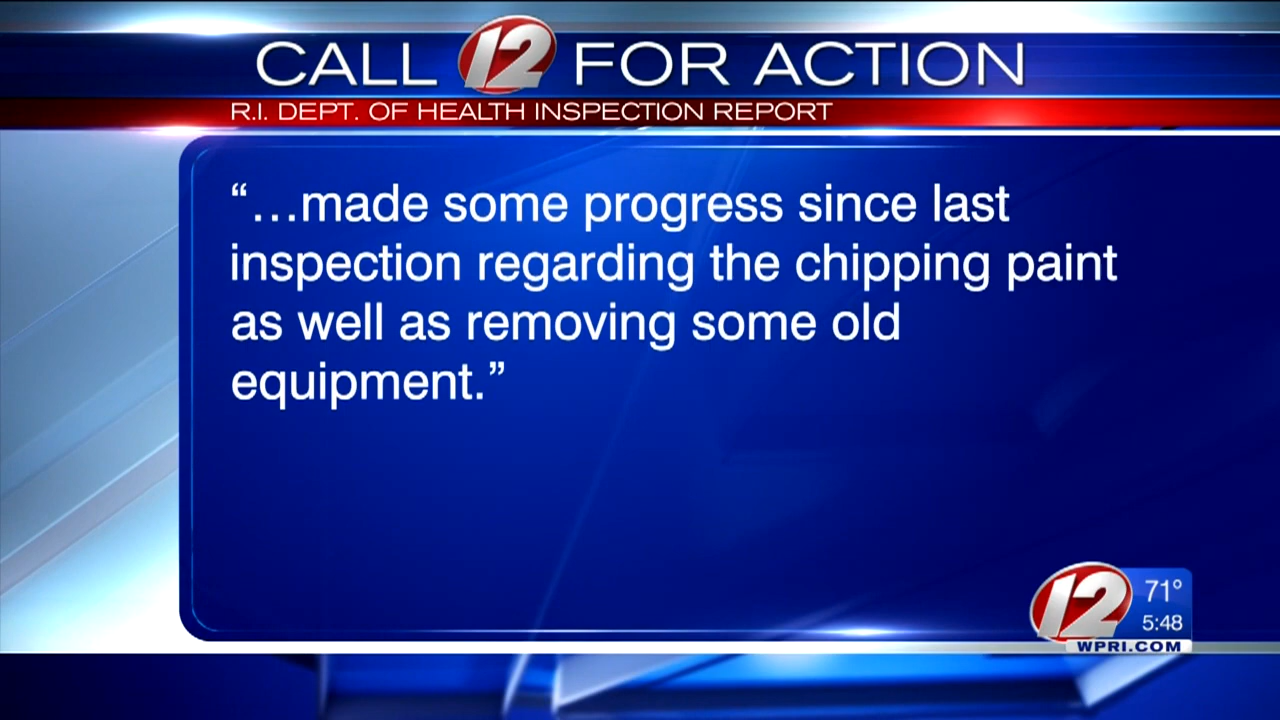 CALL 12 FOR ACTION
R.I. DEPT. OF HEALTH INSPECTION REPORT
“...made some progress since last
inspection regarding the chipping paint
as well as removing some old
equipment.”
12 71°
5:48
WPRI.COM